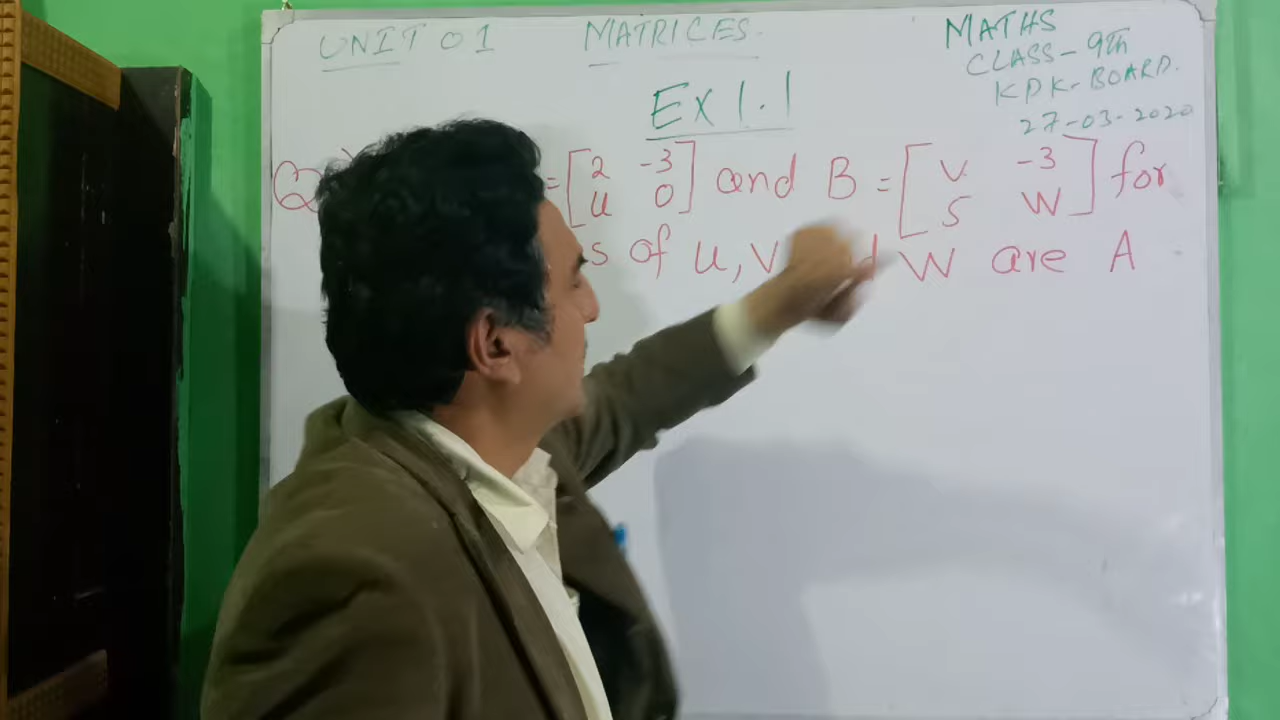 UNIT 01 MATRICES.
MATHS
CLASS-9th
KPK-BOARD.
27-03-2020
Ex 1.1
Q = [2 -3] and B = [v -3] for
u 0 5 w
s of u, v d w are A